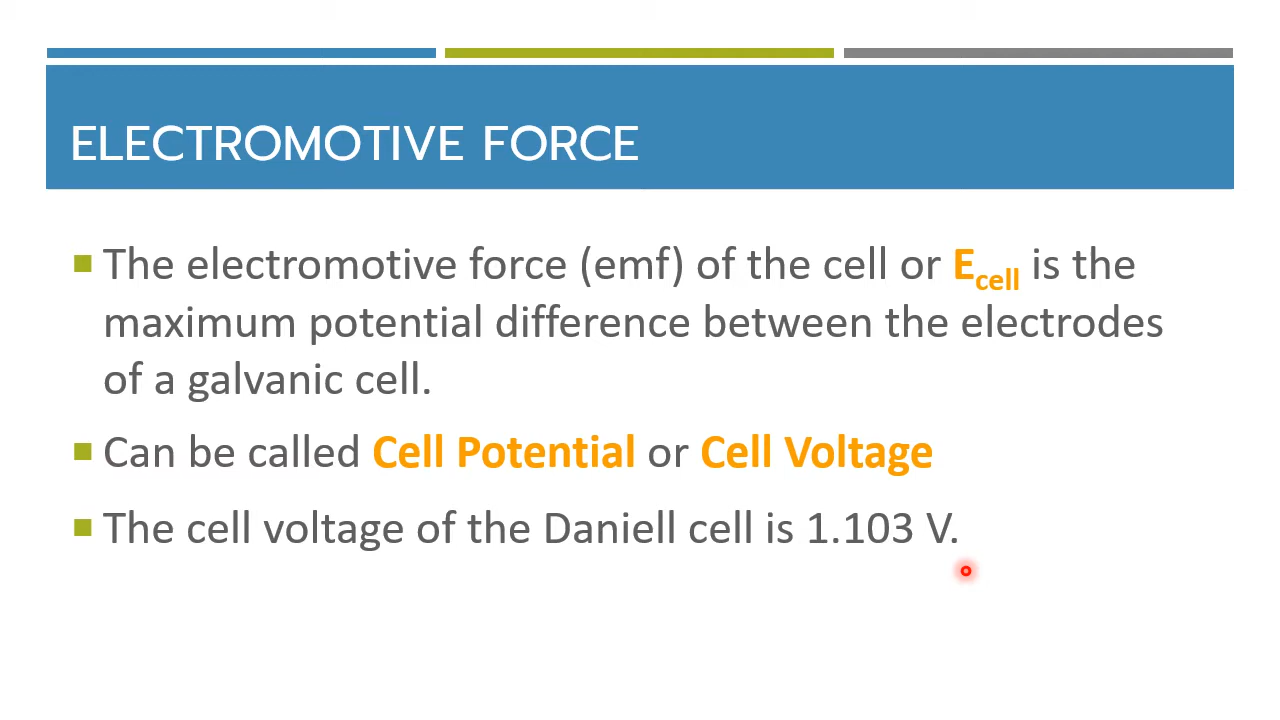 ELECTROMOTIVE FORCE
The electromotive force (emf) of the cell or Ecell is the
maximum potential difference between the electrodes
of a galvanic cell.
Can be called Cell Potential or Cell Voltage
The cell voltage of the Daniell cell is 1.103 V.